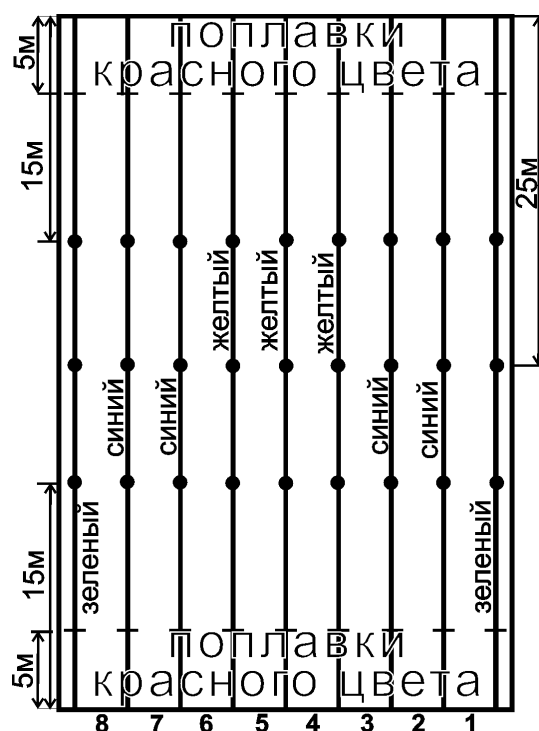 поплавки
красного цвета
5м
15м
25м
желтый
желтый
желтый
синий
синий
синий
синий
зеленый
зеленый
15м
5м
поплавки
красного цвета
8 7 6 5 4 3 2 1